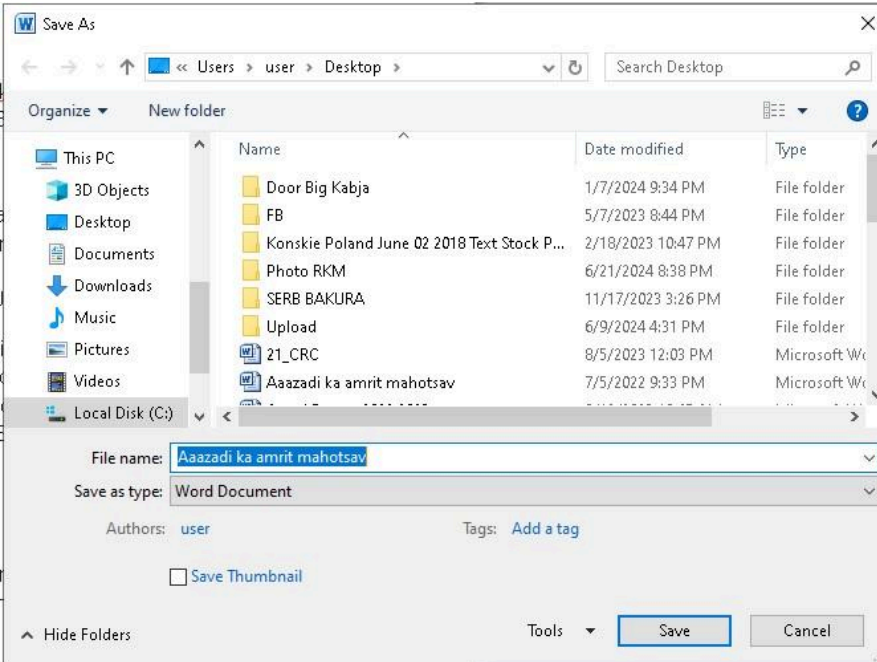 Save As
« Users > user > Desktop >
Search Desktop
Organize
New folder
Name Date modified Type
This PC
3D Objects
Desktop
Documents
Downloads
Music
Pictures
Videos
Local Disk (C:)
Door Big Kabja 1/7/2024 9:34 PM File folder
FB 5/7/2023 8:44 PM File folder
Konskie Poland June 02 2018 Text Stock P... 2/18/2023 10:47 PM File folder
Photo RKM 6/21/2024 8:38 PM File folder
SERB BAKURA 11/17/2023 3:26 PM File folder
Upload 6/9/2024 4:31 PM File folder
21_CRC 8/5/2023 12:03 PM Microsoft Wo
Aaazadi ka amrit mahotsav 7/5/2022 9:33 PM Microsoft Wo
File name: Aaazadi ka amrit mahotsav
Save as type: Word Document
Authors: user Tags: Add a tag
Save Thumbnail
Hide Folders
Tools Save Cancel